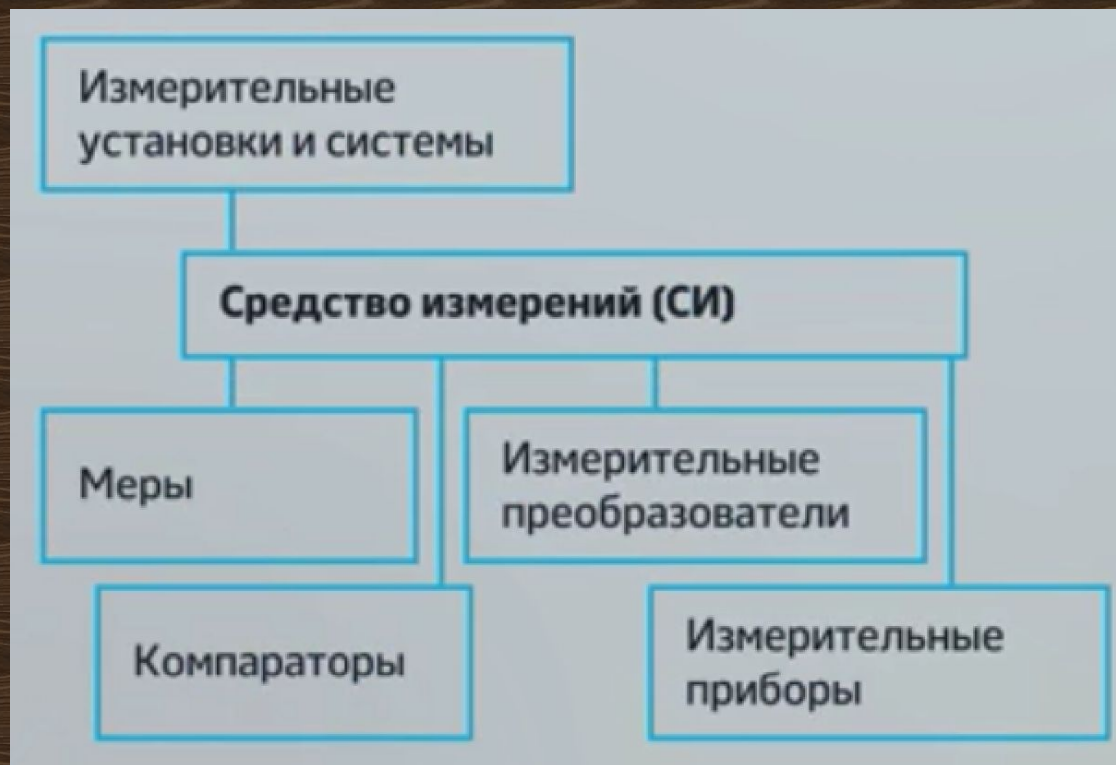 Измерительные
установки и системы
Средство измерений (СИ)
Меры
Измерительные
преобразователи
Компараторы
Измерительные
приборы